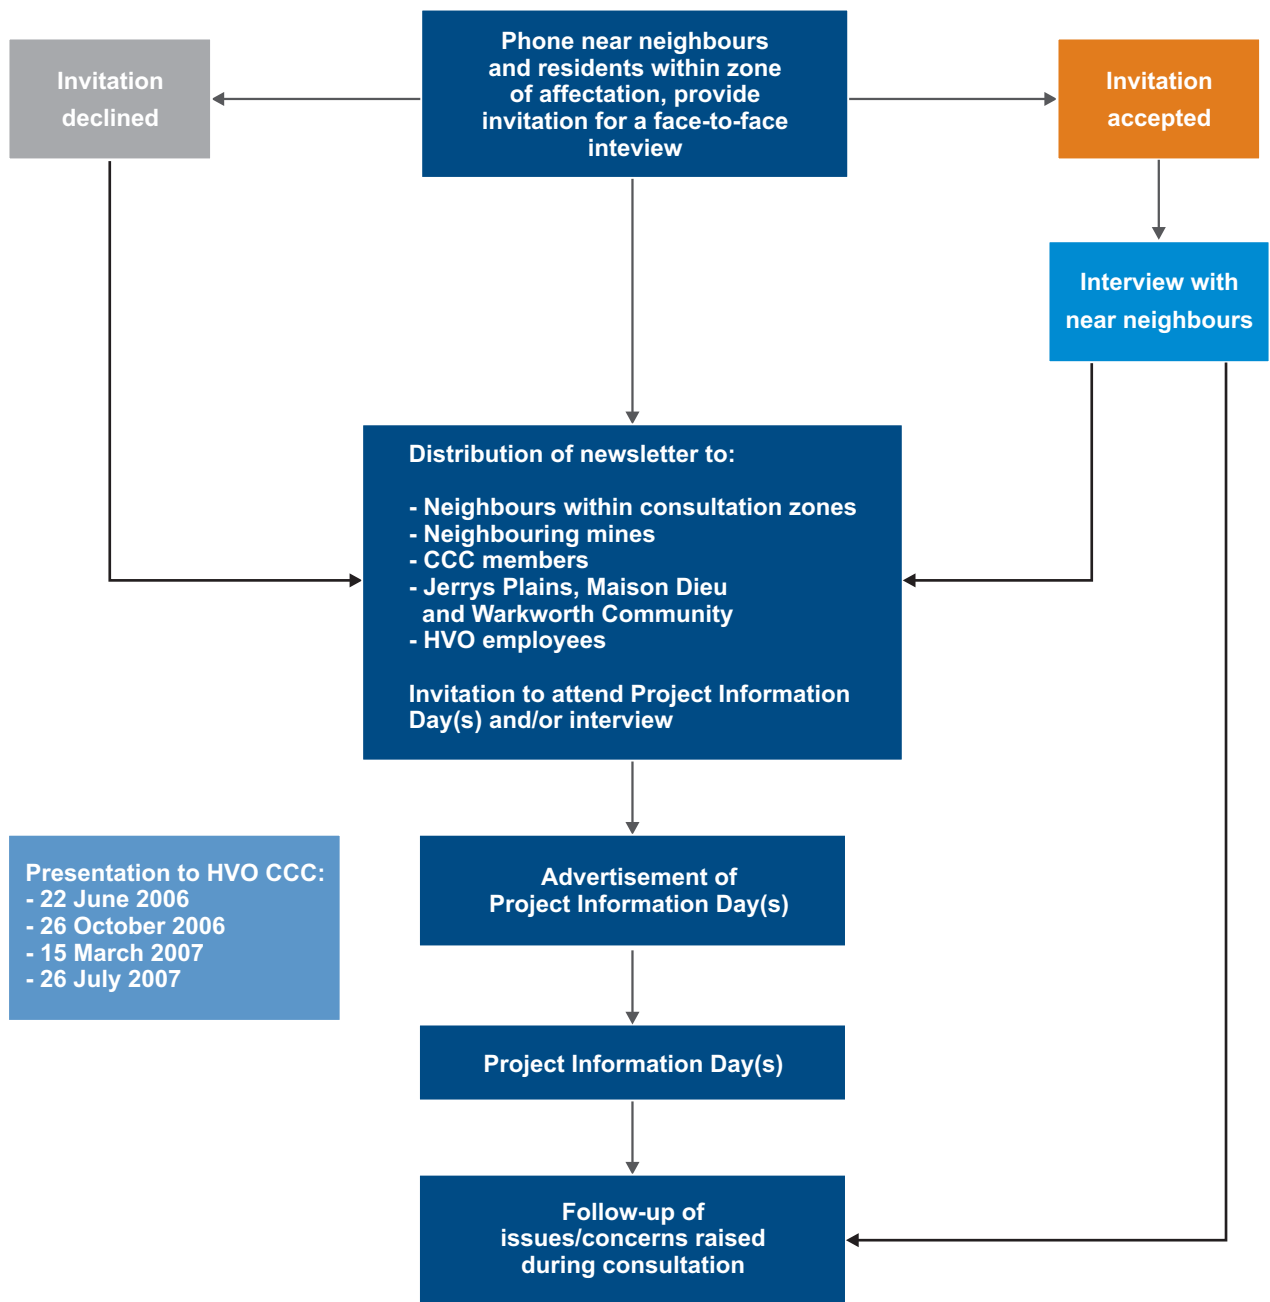 Phone near neighbours
and residents within zone
of affectation, provide
invitation for a face-to-face
inteview
Invitation
declined
Invitation
accepted
Interview with
near neighbours
Distribution of newsletter to:
- Neighbours within consultation zones
- Neighbouring mines
- CCC members
- Jerrys Plains, Maison Dieu
and Warkworth Community
- HVO employees
Invitation to attend Project Information
Day(s) and/or interview
Presentation to HVO CCC:
- 22 June 2006
- 26 October 2006
- 15 March 2007
- 26 July 2007
Advertisement of
Project Information Day(s)
Project Information Day(s)
Follow-up of
issues/concerns raised
during consultation